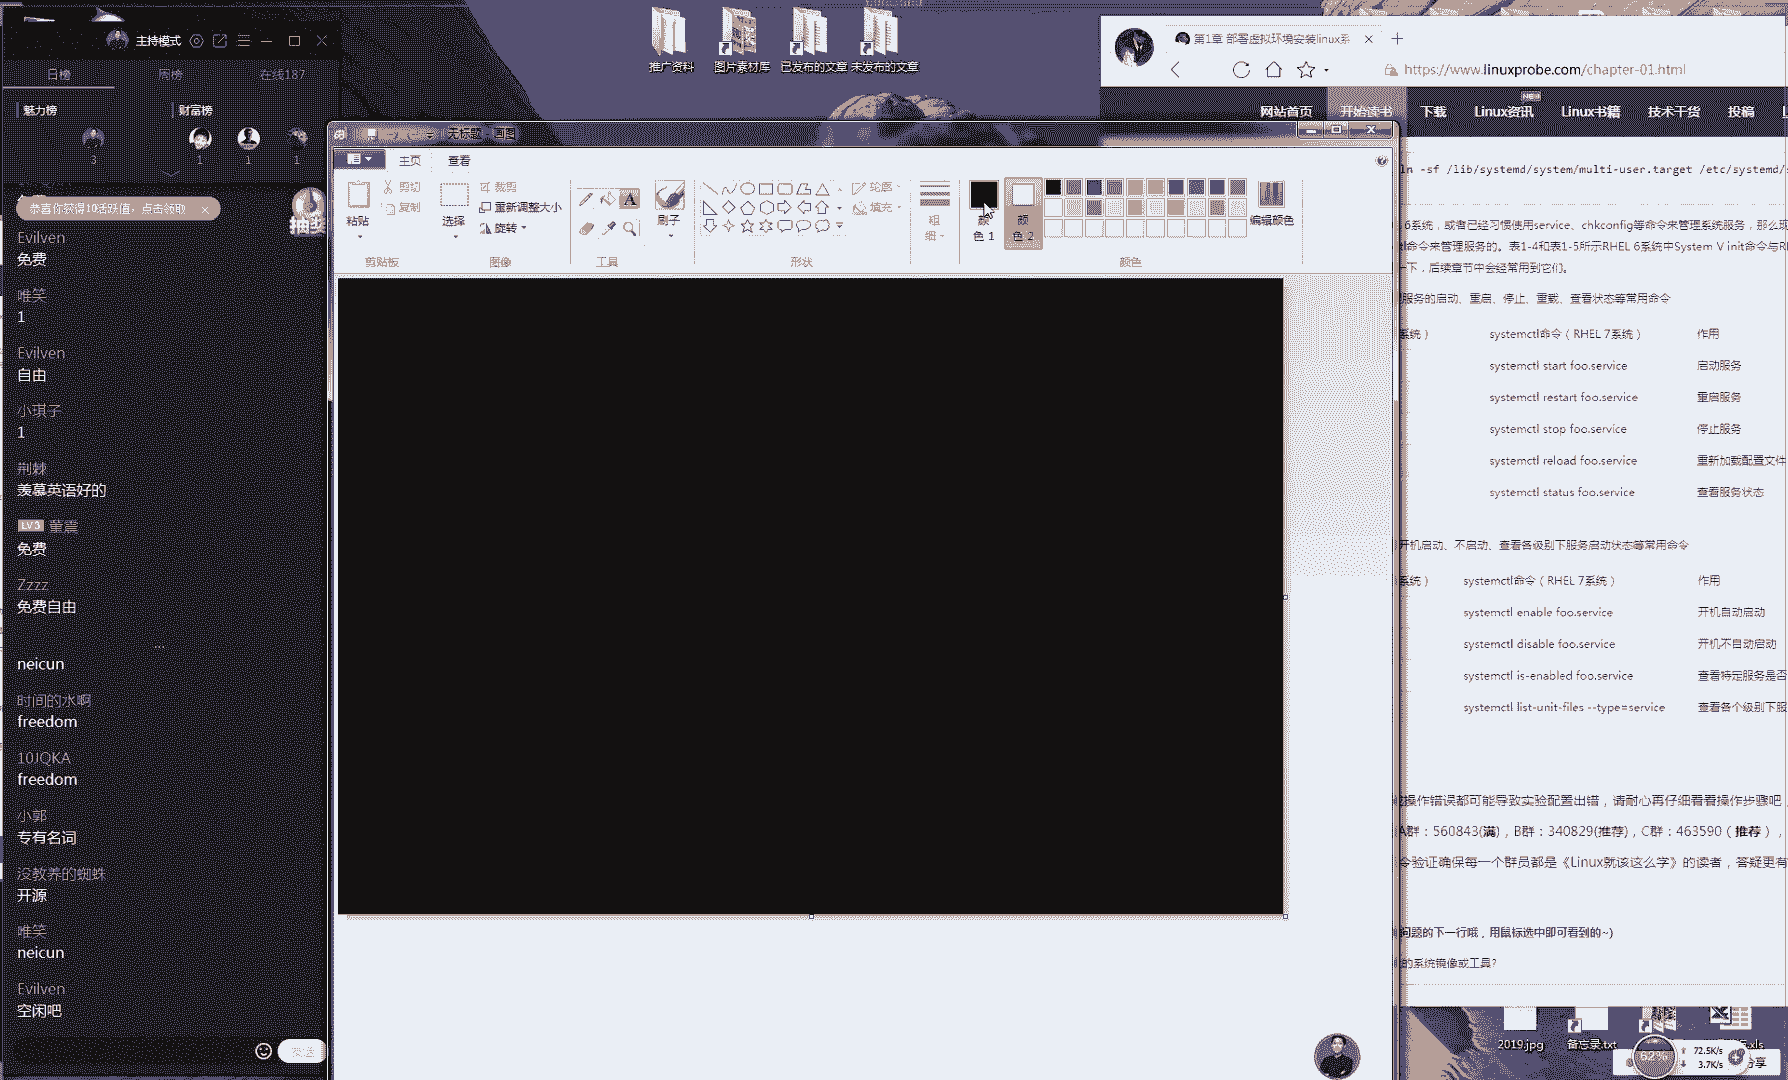 主持模式
日榜 周榜 在线187
魅力榜 财富榜
3 1 1 1
恭喜你获得10活跃值，点击领取
Evilven
免费
唯笑
1
Evilven
自由
小琪子
1
荆棘
羡慕英语好的
LV3 董震
免费
Zzzz
免费自由
...
neicun
时间的水啊
freedom
10JQKA
freedom
小郭
专有名词
没教养的蜘蛛
开源
唯笑
neicun
Evilven
空闲吧
发送
推广资料 图片素材库 已发布的文章 未发布的文章
无标题 - 画图
主页 查看
粘贴 剪切 复制
选择 裁剪 重新调整大小 旋转
A
刷子
轮廓 填充
粗细
颜色 1 颜色 2
编辑颜色
剪贴板 图像 工具 形状 颜色
第1章 部署虚拟环境安装linux系
https://www.linuxprobe.com/chapter-01.html
网站首页 开始读书 下载 Linux资讯 NEW Linux书籍 技术干货 投稿
ln -sf /lib/systemd/system/multi-user.target /etc/systemd/
6系统，或者已经习惯使用service、chkconfig等命令来管理系统服务，那么现
命令来管理服务的。表1-4和表1-5所示RHEL 6系统中System V init命令与R
一下，后续章节中会经常用到它们。
服务的启动、重启、停止、重载、查看状态等常用命令
系统） systemctl命令（RHEL 7系统） 作用
systemctl start foo.service 启动服务
systemctl restart foo.service 重启服务
systemctl stop foo.service 停止服务
systemctl reload foo.service 重新加载配置文件
systemctl status foo.service 查看服务状态
开机启动、不启动、查看各级别下服务启动状态等常用命令
系统） systemctl命令（RHEL 7系统） 作用
systemctl enable foo.service 开机自动启动
systemctl disable foo.service 开机不自动启动
systemctl is-enabled foo.service 查看特定服务是否
systemctl list-unit-files --type=service 查看各个级别下服
操作错误都可能导致实验配置出错，请耐心再仔细看看操作步骤吧
A群：560843(满)，B群：340829(推荐)，C群：463590（推荐），
令验证确保每一个群员都是《Linux就该这么学》的读者，答疑更有
问题的下一行哦，用鼠标选中即可看到的~)
的系统镜像或工具?
2019.jpg 备忘录.txt .xls
62% 72.5K/s
3.7K/s
分享